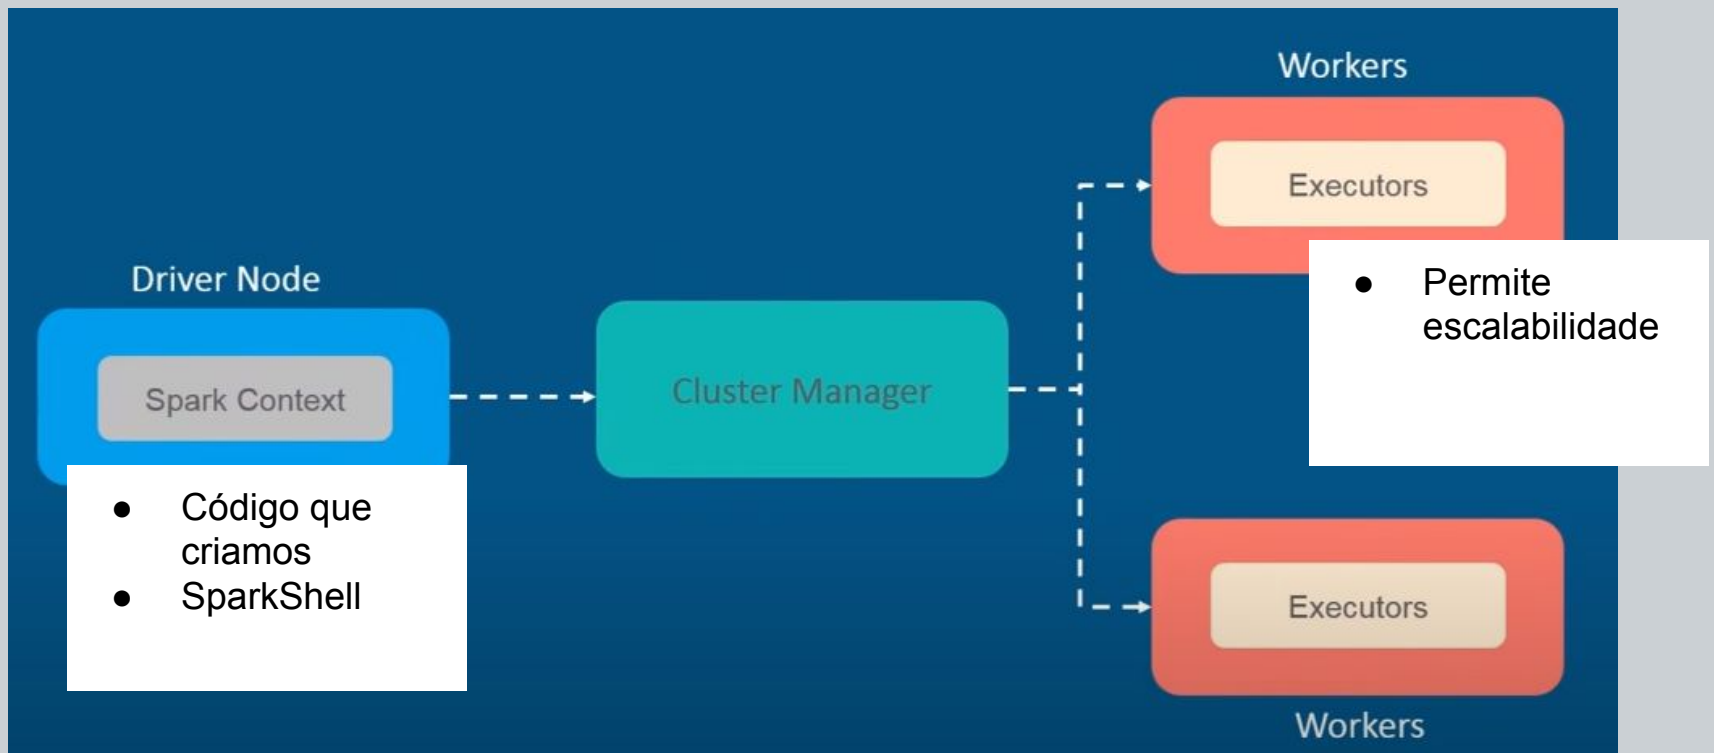 Workers
Executors
● Permite
escalabilidade
Driver Node
Spark Context
Cluster Manager
● Código que
criamos
● SparkShell
Executors
Workers